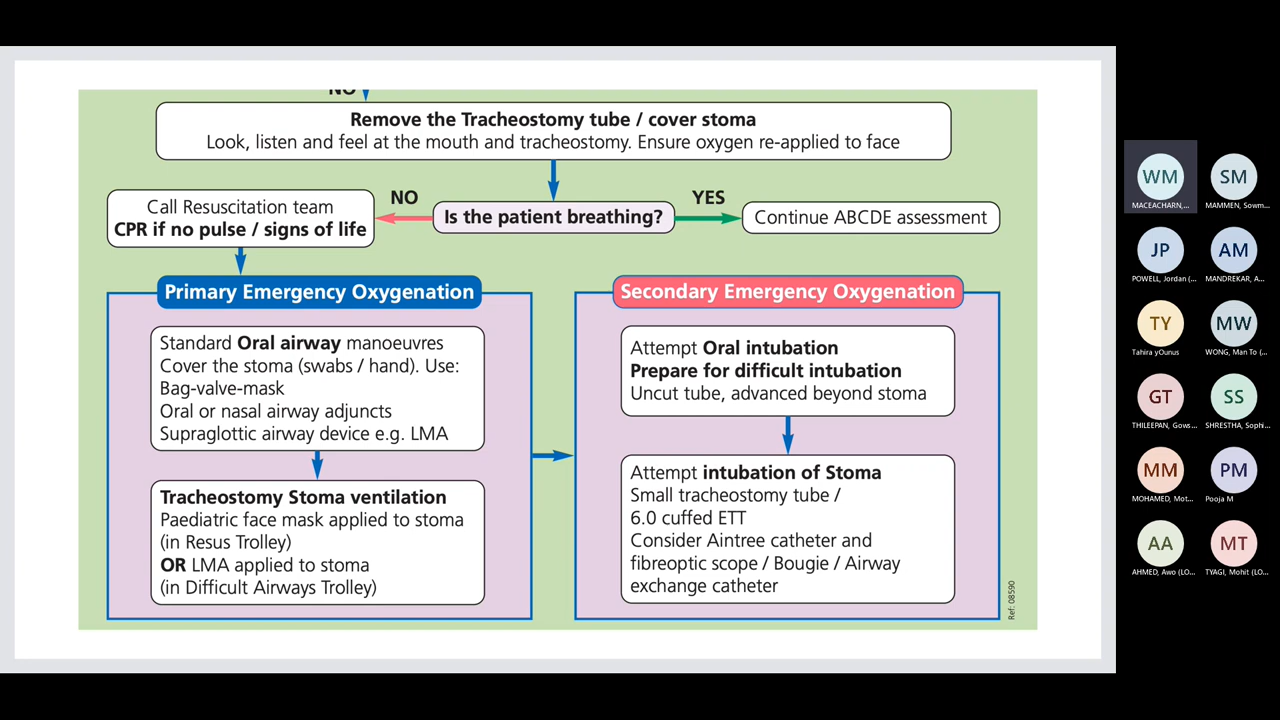 NO
Remove the Tracheostomy tube / cover stoma
Look, listen and feel at the mouth and tracheostomy. Ensure oxygen re-applied to face
Call Resuscitation team
CPR if no pulse / signs of life
NO
Is the patient breathing?
YES
Continue ABCDE assessment
Primary Emergency Oxygenation
Standard Oral airway manoeuvres
Cover the stoma (swabs / hand). Use:
Bag-valve-mask
Oral or nasal airway adjuncts
Supraglottic airway device e.g. LMA
Tracheostomy Stoma ventilation
Paediatric face mask applied to stoma
(in Resus Trolley)
OR LMA applied to stoma
(in Difficult Airways Trolley)
Secondary Emergency Oxygenation
Attempt Oral intubation
Prepare for difficult intubation
Uncut tube, advanced beyond stoma
Attempt intubation of Stoma
Small tracheostomy tube /
6.0 cuffed ETT
Consider Aintree catheter and
fibreoptic scope / Bougie / Airway
exchange catheter
Ref: 08590
WM
MACEACHARN,...
SM
MAMMEN, Sowm...
JP
POWELL, Jordan (...
AM
MANDREKAR, A...
TY
Tahira yOunus
MW
WONG, Man To (...
GT
THILEEPAN, Gows...
SS
SHRESTHA, Sophi...
MM
MOHAMED, Mot...
PM
Pooja M
AA
AHMED, Awo (LO...
MT
TYAGI, Mohit (LO...